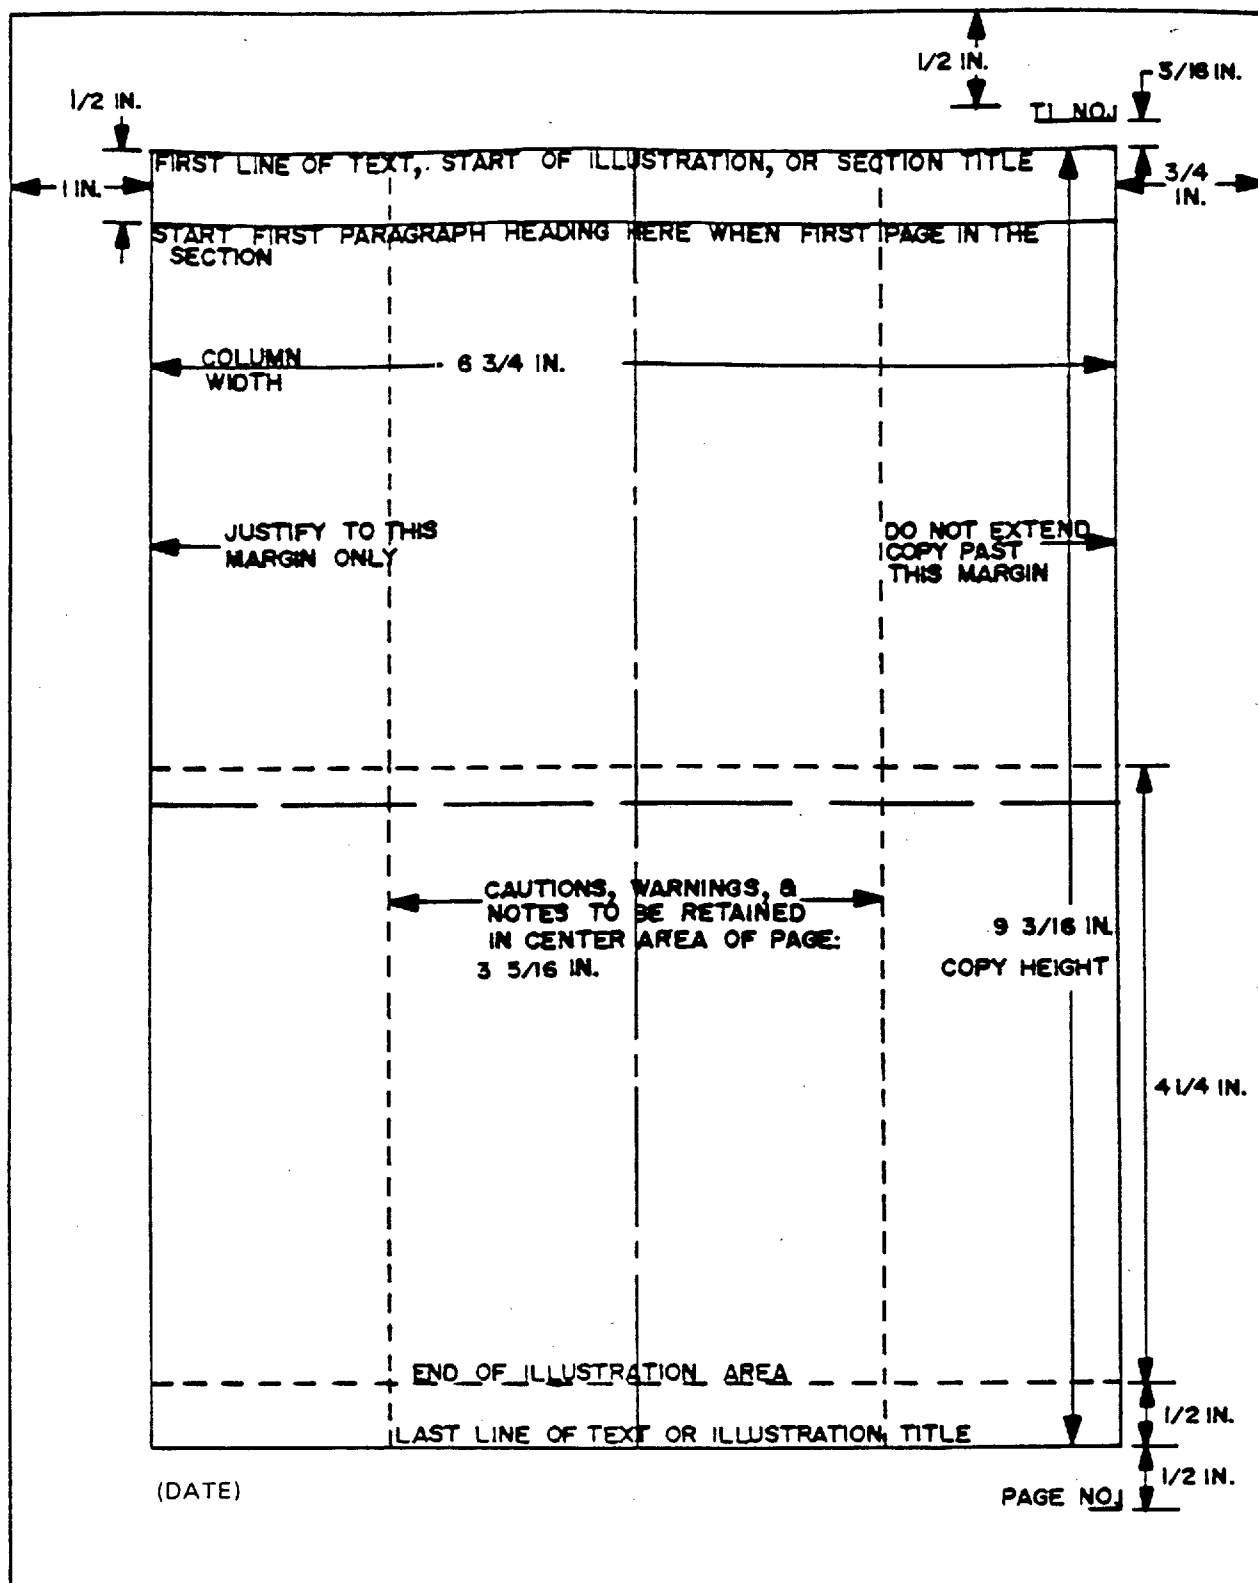 1/2 IN.
3/16 IN.
1/2 IN.
TI NO.
FIRST LINE OF TEXT, START OF ILLUSTRATION, OR SECTION TITLE
1 IN.
3/4
IN.
START FIRST PARAGRAPH HEADING HERE WHEN FIRST PAGE IN THE
SECTION
COLUMN
WIDTH
6 3/4 IN.
JUSTIFY TO THIS
MARGIN ONLY
DO NOT EXTEND
COPY PAST
THIS MARGIN
CAUTIONS, WARNINGS, &
NOTES TO BE RETAINED
IN CENTER AREA OF PAGE:
3 5/16 IN.
9 3/16 IN.
COPY HEIGHT
4 1/4 IN.
END OF ILLUSTRATION AREA
1/2 IN.
LAST LINE OF TEXT OR ILLUSTRATION TITLE
1/2 IN.
(DATE)
PAGE NO.